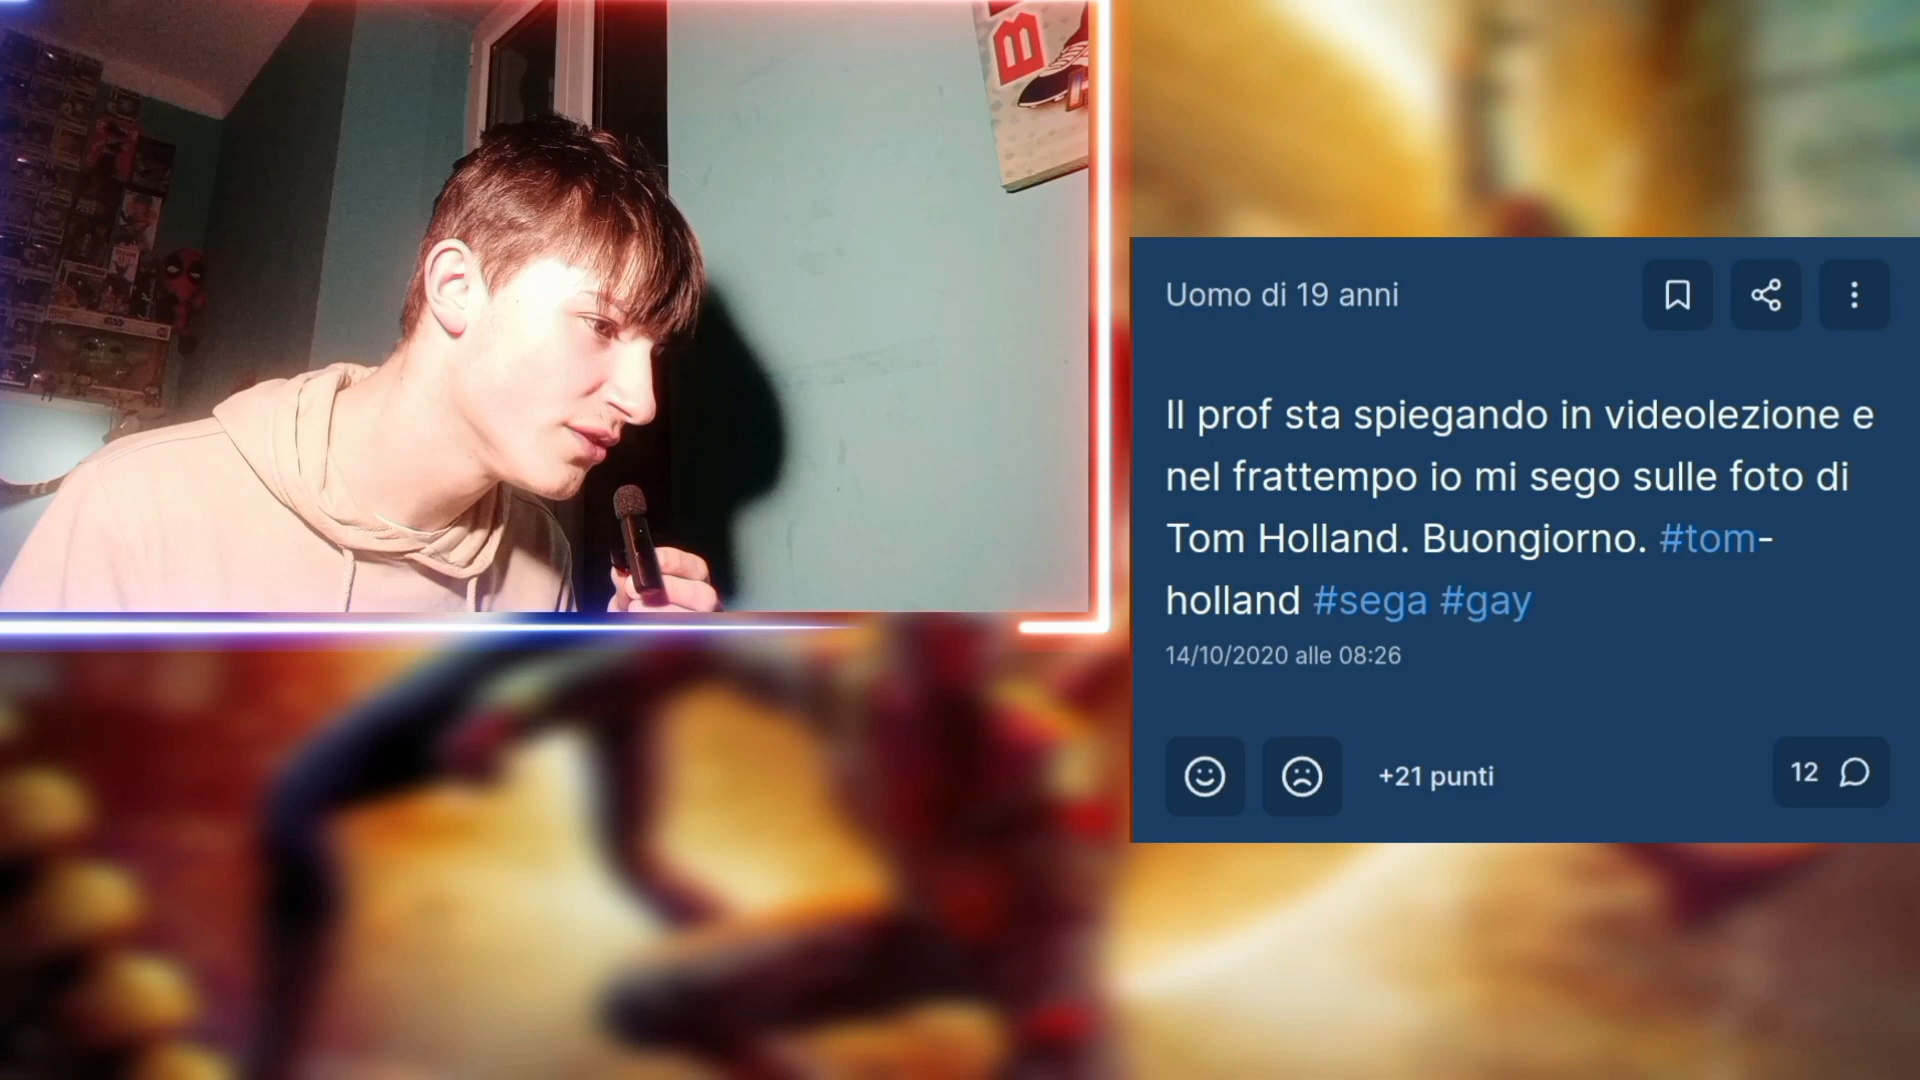 B
Uomo di 19 anni
Il prof sta spiegando in videolezione e
nel frattempo io mi sego sulle foto di
Tom Holland. Buongiorno. #tom-
holland #sega #gay
14/10/2020 alle 08:26
+21 punti
12